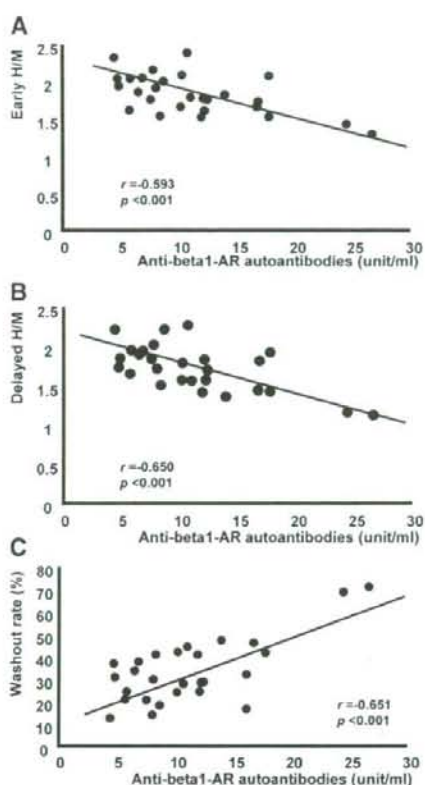 A
Early H/M
2.5
2
1.5
1
0.5
0
r =-0.593
p <0.001
0 5 10 15 20 25 30
Anti-beta1-AR autoantibodies (unit/ml)
B
Delayed H/M
2.5
2
1.5
1
0.5
0
r =-0.650
p <0.001
0 5 10 15 20 25 30
Anti-beta1-AR autoantibodies (unit/ml)
C
Washout rate (%)
80
70
60
50
40
30
20
10
0
r =-0.651
p <0.001
0 5 10 15 20 25 30
Anti-beta1-AR autoantibodies (unit/ml)